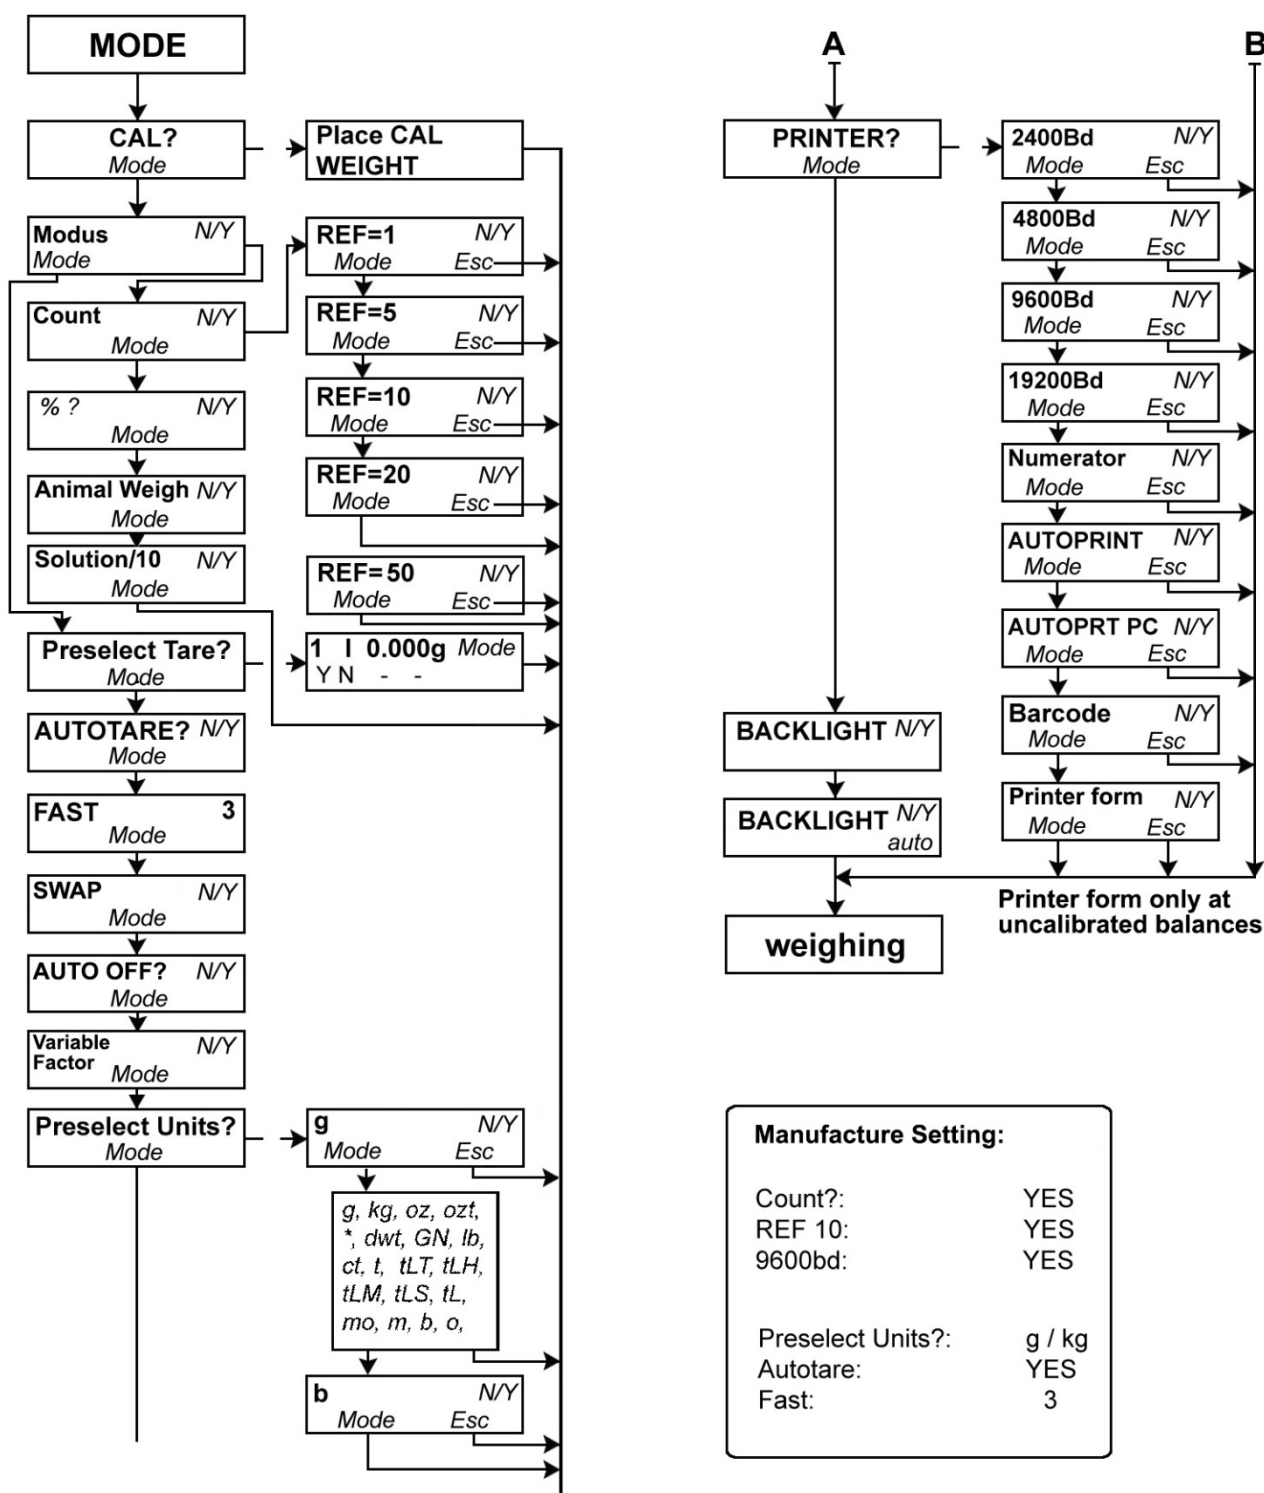 MODE
CAL?
Mode
Place CAL
WEIGHT
Modus N/Y
Mode
Count N/Y
Mode
% ? N/Y
Mode
Animal Weigh N/Y
Mode
Solution/10 N/Y
Mode
REF=1 N/Y
Mode Esc
REF=5 N/Y
Mode Esc
REF=10 N/Y
Mode Esc
REF=20 N/Y
Mode Esc
REF=50 N/Y
Mode Esc
Preselect Tare?
Mode
1 I 0.000g Mode
Y N - -
AUTOTARE? N/Y
Mode
FAST 3
Mode
SWAP N/Y
Mode
AUTO OFF? N/Y
Mode
Variable N/Y
Factor
Mode
Preselect Units?
Mode
g N/Y
Mode Esc
g, kg, oz, ozt,
*, dwt, GN, lb,
ct, t, tLT, tLH,
tLM, tLS, tL,
mo, m, b, o,
b N/Y
Mode Esc
A
B
PRINTER?
Mode
2400Bd N/Y
Mode Esc
4800Bd N/Y
Mode Esc
9600Bd N/Y
Mode Esc
19200Bd N/Y
Mode Esc
Numerator N/Y
Mode Esc
AUTOPRINT N/Y
Mode Esc
AUTOPRT PC N/Y
Mode Esc
Barcode N/Y
Mode Esc
Printer form N/Y
Mode Esc
BACKLIGHT N/Y
BACKLIGHT N/Y
auto
Printer form only at
uncalibrated balances
weighing
Manufacture Setting:
Count?: YES
REF 10: YES
9600bd: YES
Preselect Units?: g / kg
Autotare: YES
Fast: 3